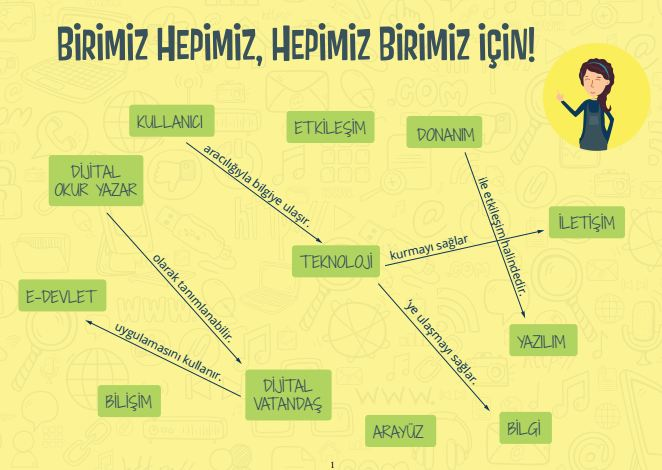 BİRİMİZ HEPİMİZ, HEPİMİZ BİRİMİZ İÇİN!
KULLANICI
ETKİLEŞİM
DONANIM
DİJİTAL
OKUR YAZAR
aracılığıyla bilgiye ulaşır.
ile etkileşim halindedir.
İLETİŞİM
kurmayı sağlar
TEKNOLOJİ
olarak tanımlanabilir.
E-DEVLET
'ye ulaşmayı sağlar.
uygulamasını kullanır.
YAZILIM
DİJİTAL
VATANDAŞ
BİLİŞİM
ARAYÜZ
BİLGİ
1